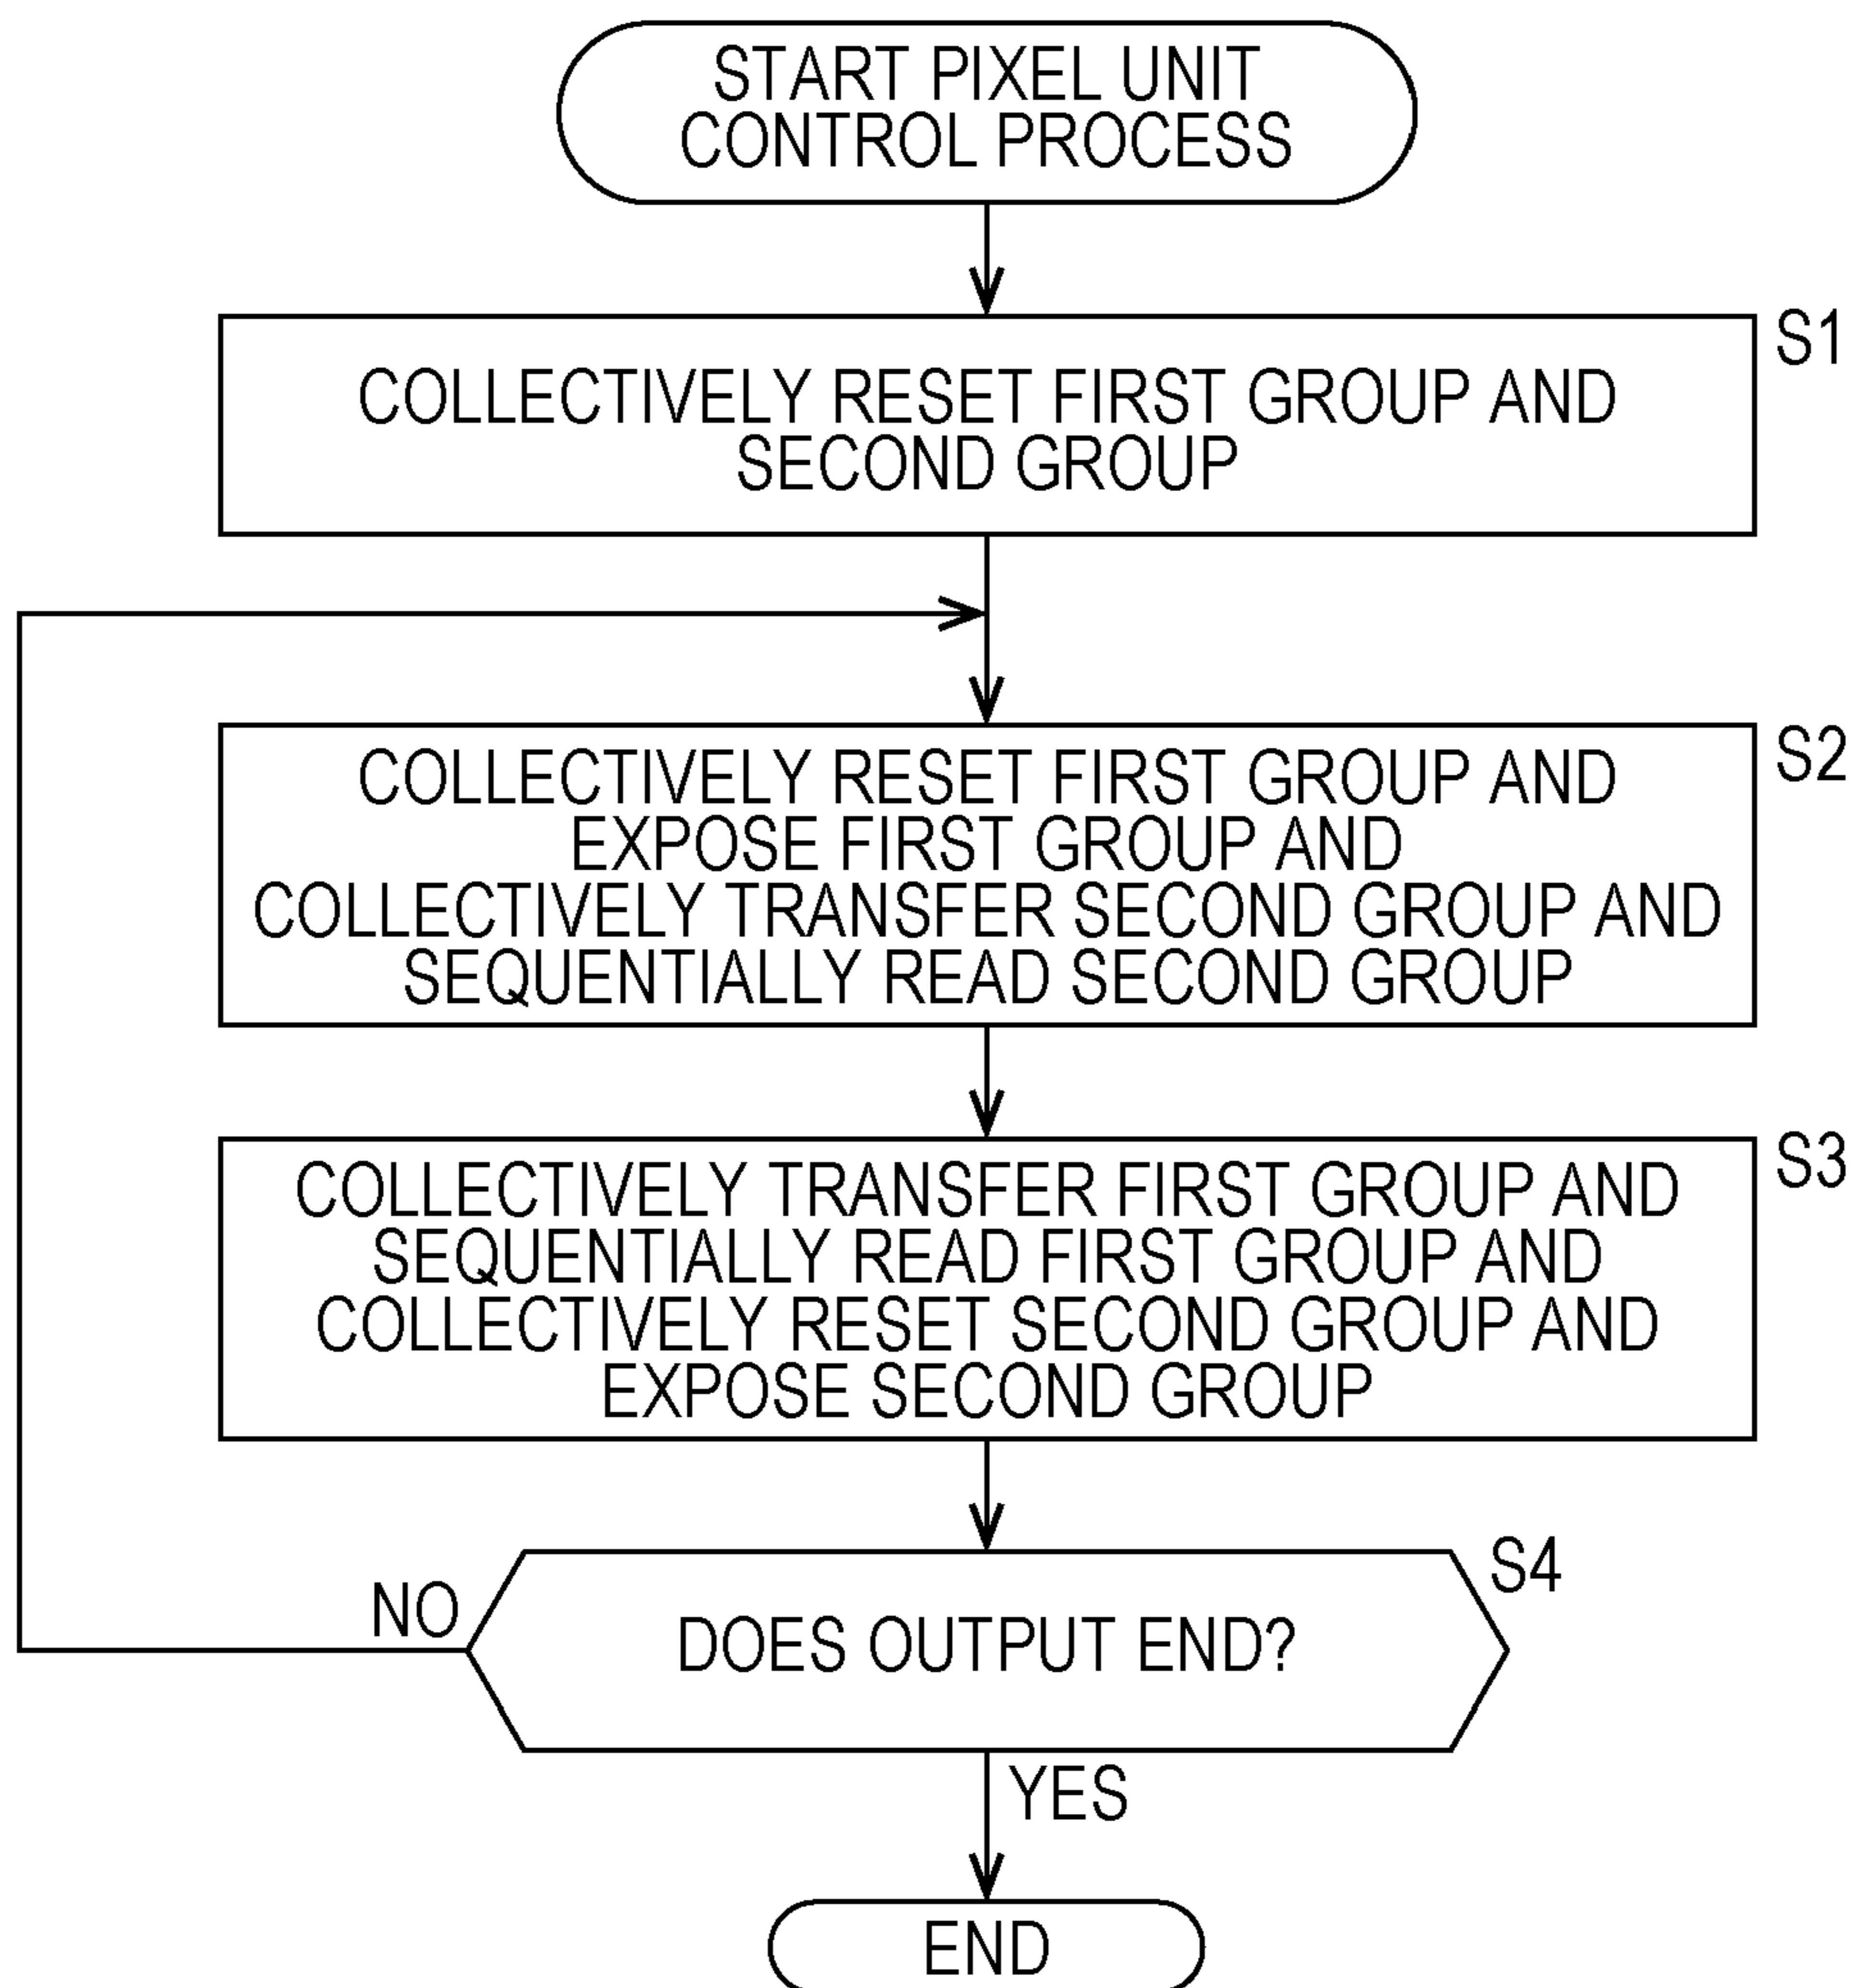 START PIXEL UNIT
CONTROL PROCESS
S1
COLLECTIVELY RESET FIRST GROUP AND
SECOND GROUP
S2
COLLECTIVELY RESET FIRST GROUP AND
EXPOSE FIRST GROUP AND
COLLECTIVELY TRANSFER SECOND GROUP AND
SEQUENTIALLY READ SECOND GROUP
S3
COLLECTIVELY TRANSFER FIRST GROUP AND
SEQUENTIALLY READ FIRST GROUP AND
COLLECTIVELY RESET SECOND GROUP AND
EXPOSE SECOND GROUP
S4
NO
DOES OUTPUT END?
YES
END